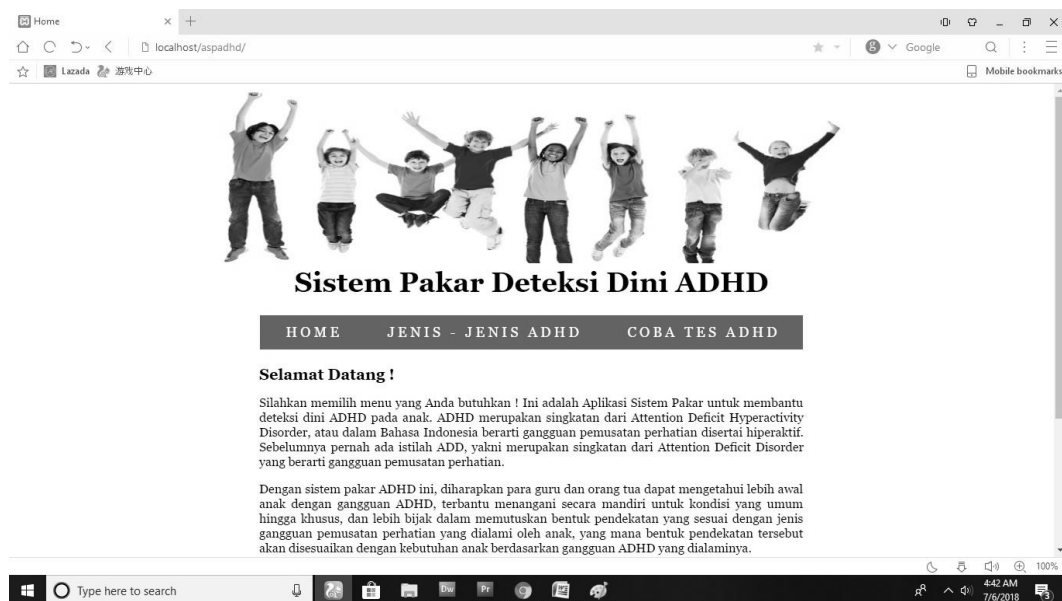 Home
localhost/aspadhd/
Google
Lazada 游戏中心
Mobile bookmarks
Sistem Pakar Deteksi Dini ADHD
HOME JENIS - JENIS ADHD COBA TES ADHD
Selamat Datang !
Silahkan memilih menu yang Anda butuhkan ! Ini adalah Aplikasi Sistem Pakar untuk membantu
deteksi dini ADHD pada anak. ADHD merupakan singkatan dari Attention Deficit Hyperactivity
Disorder, atau dalam Bahasa Indonesia berarti gangguan pemusatan perhatian disertai hiperaktif.
Sebelumnya pernah ada istilah ADD, yakni merupakan singkatan dari Attention Deficit Disorder
yang berarti gangguan pemusatan perhatian.
Dengan sistem pakar ADHD ini, diharapkan para guru dan orang tua dapat mengetahui lebih awal
anak dengan gangguan ADHD, terbantu menangani secara mandiri untuk kondisi yang umum
hingga khusus, dan lebih bijak dalam memutuskan bentuk pendekatan yang sesuai dengan jenis
gangguan pemusatan perhatian yang dialami oleh anak, yang mana bentuk pendekatan tersebut
akan disesuaikan dengan kebutuhan anak berdasarkan gangguan ADHD yang dialaminya.
100%
Type here to search
Dw Pr
4:42 AM
7/6/2018